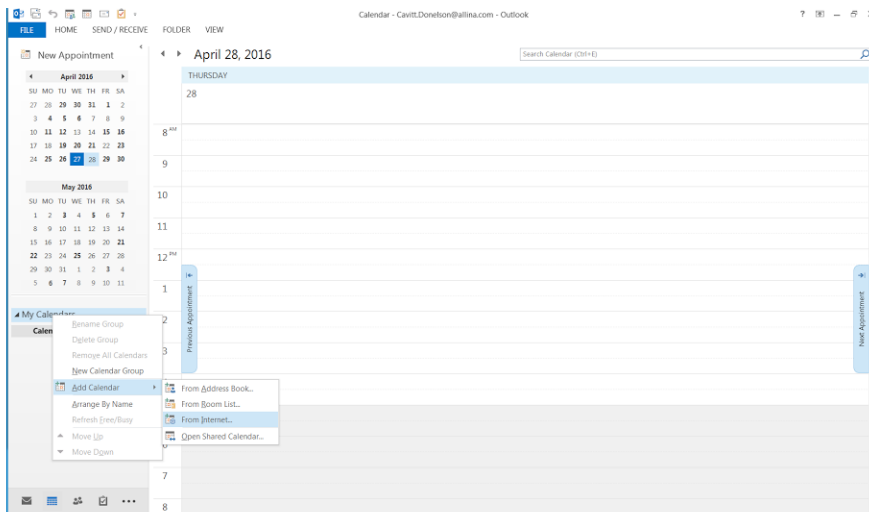 Calendar - Cavitt.Donelson@allina.com - Outlook
FILE HOME SEND / RECEIVE FOLDER VIEW
New Appointment
April 2016
SU MO TU WE TH FR SA
27 28 29 30 31 1 2
3 4 5 6 7 8 9
10 11 12 13 14 15 16
17 18 19 20 21 22 23
24 25 26 27 28 29 30
May 2016
SU MO TU WE TH FR SA
1 2 3 4 5 6 7
8 9 10 11 12 13 14
15 16 17 18 19 20 21
22 23 24 25 26 27 28
29 30 31 1 2 3 4
5 6 7 8 9 10 11
My Calendars
Calen
Rename Group
Delete Group
Remove All Calendars
New Calendar Group
Add Calendar
Arrange By Name
Refresh Free/Busy
Move Up
Move Down
From Address Book...
From Room List...
From Internet...
Open Shared Calendar...
April 28, 2016
Search Calendar (Ctrl+E)
THURSDAY
28
8 AM
9
10
11
12 PM
1
2
3
7
8
Previous Appointment
Next Appointment